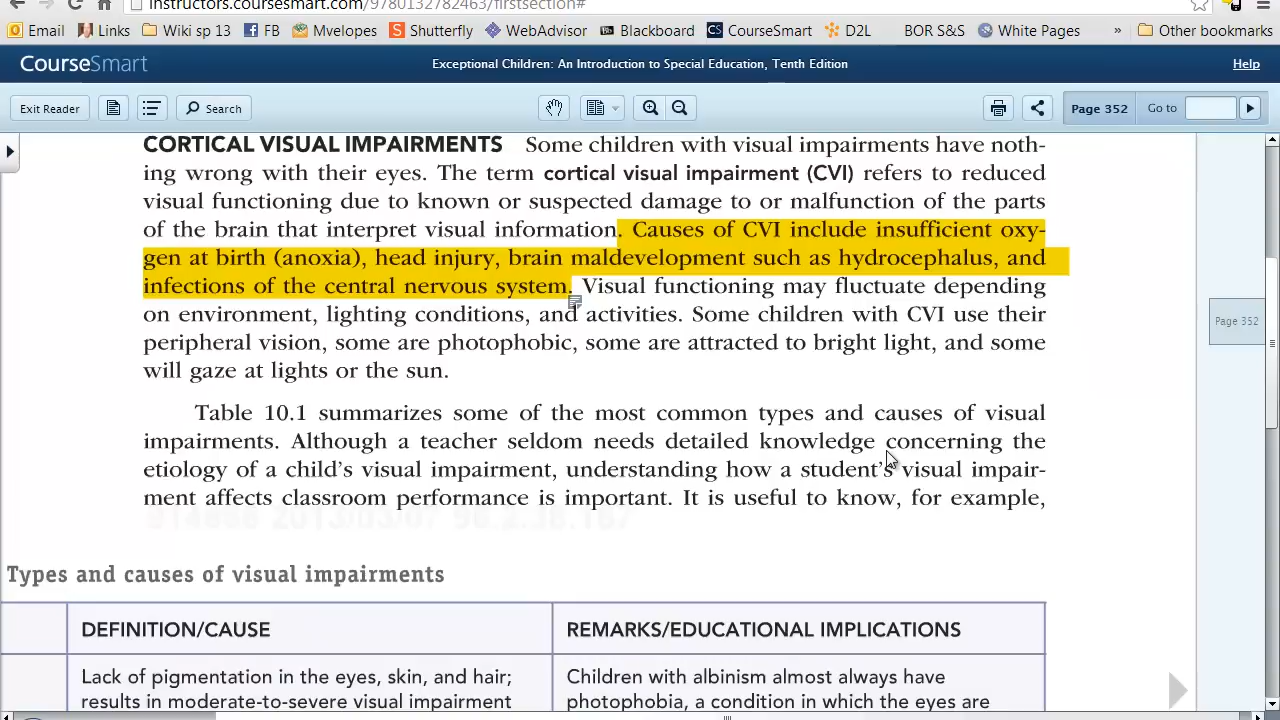 instructors.coursesmart.com/9780132782463/firstsection#
Email Links Wiki sp 13 FB Mvelopes Shutterfly WebAdvisor Blackboard CourseSmart D2L BOR S&S White Pages » Other bookmarks
CourseSmart Exceptional Children: An Introduction to Special Education, Tenth Edition Help
Exit Reader Search Page 352 Go to
CORTICAL VISUAL IMPAIRMENTS Some children with visual impairments have noth-
ing wrong with their eyes. The term cortical visual impairment (CVI) refers to reduced
visual functioning due to known or suspected damage to or malfunction of the parts
of the brain that interpret visual information. Causes of CVI include insufficient oxy-
gen at birth (anoxia), head injury, brain maldevelopment such as hydrocephalus, and
infections of the central nervous system. Visual functioning may fluctuate depending
on environment, lighting conditions, and activities. Some children with CVI use their
peripheral vision, some are photophobic, some are attracted to bright light, and some
will gaze at lights or the sun.
Page 352
Table 10.1 summarizes some of the most common types and causes of visual
impairments. Although a teacher seldom needs detailed knowledge concerning the
etiology of a child's visual impairment, understanding how a student's visual impair-
ment affects classroom performance is important. It is useful to know, for example,
Types and causes of visual impairments
DEFINITION/CAUSE REMARKS/EDUCATIONAL IMPLICATIONS
Lack of pigmentation in the eyes, skin, and hair; Children with albinism almost always have
results in moderate-to-severe visual impairment photophobia, a condition in which the eyes are